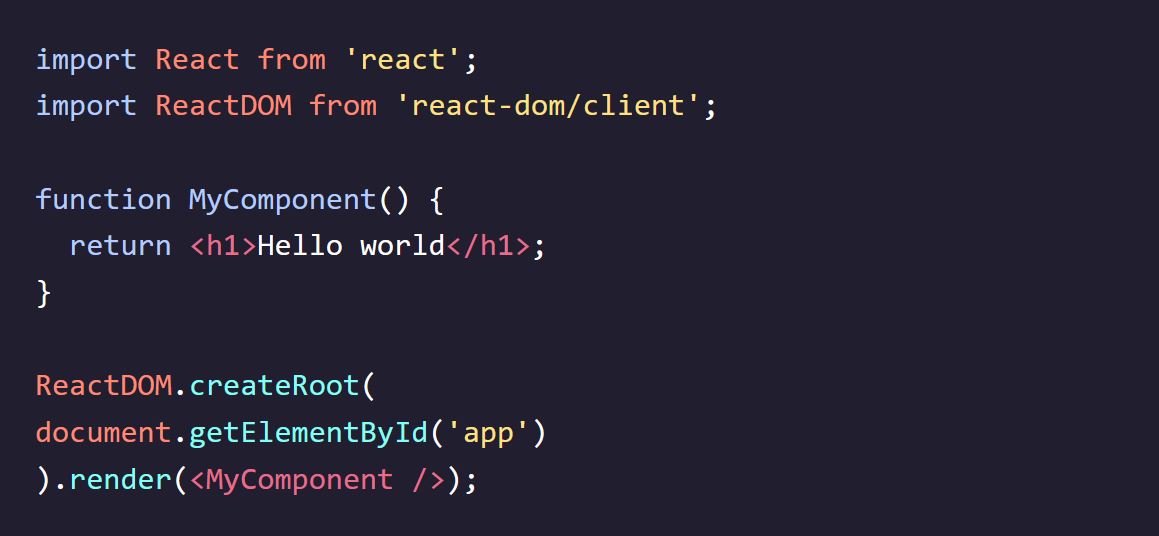 import React from 'react';
import ReactDOM from 'react-dom/client';

function MyComponent() {
  return <h1>Hello world</h1>;
}

ReactDOM.createRoot(
document.getElementById('app')
).render(<MyComponent />);